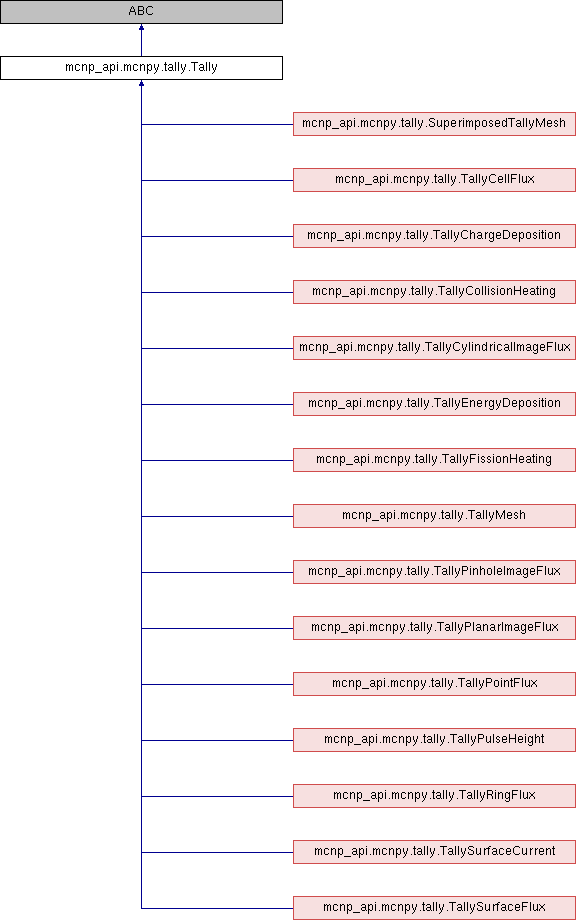 ABC
mcnp_api.mcnpy.tally.Tally
mcnp_api.mcnpy.tally.SuperimposedTallyMesh
mcnp_api.mcnpy.tally.TallyCellFlux
mcnp_api.mcnpy.tally.TallyChargeDeposition
mcnp_api.mcnpy.tally.TallyCollisionHeating
mcnp_api.mcnpy.tally.TallyCylindricalImageFlux
mcnp_api.mcnpy.tally.TallyEnergyDeposition
mcnp_api.mcnpy.tally.TallyFissionHeating
mcnp_api.mcnpy.tally.TallyMesh
mcnp_api.mcnpy.tally.TallyPinholeImageFlux
mcnp_api.mcnpy.tally.TallyPlanarImageFlux
mcnp_api.mcnpy.tally.TallyPointFlux
mcnp_api.mcnpy.tally.TallyPulseHeight
mcnp_api.mcnpy.tally.TallyRingFlux
mcnp_api.mcnpy.tally.TallySurfaceCurrent
mcnp_api.mcnpy.tally.TallySurfaceFlux